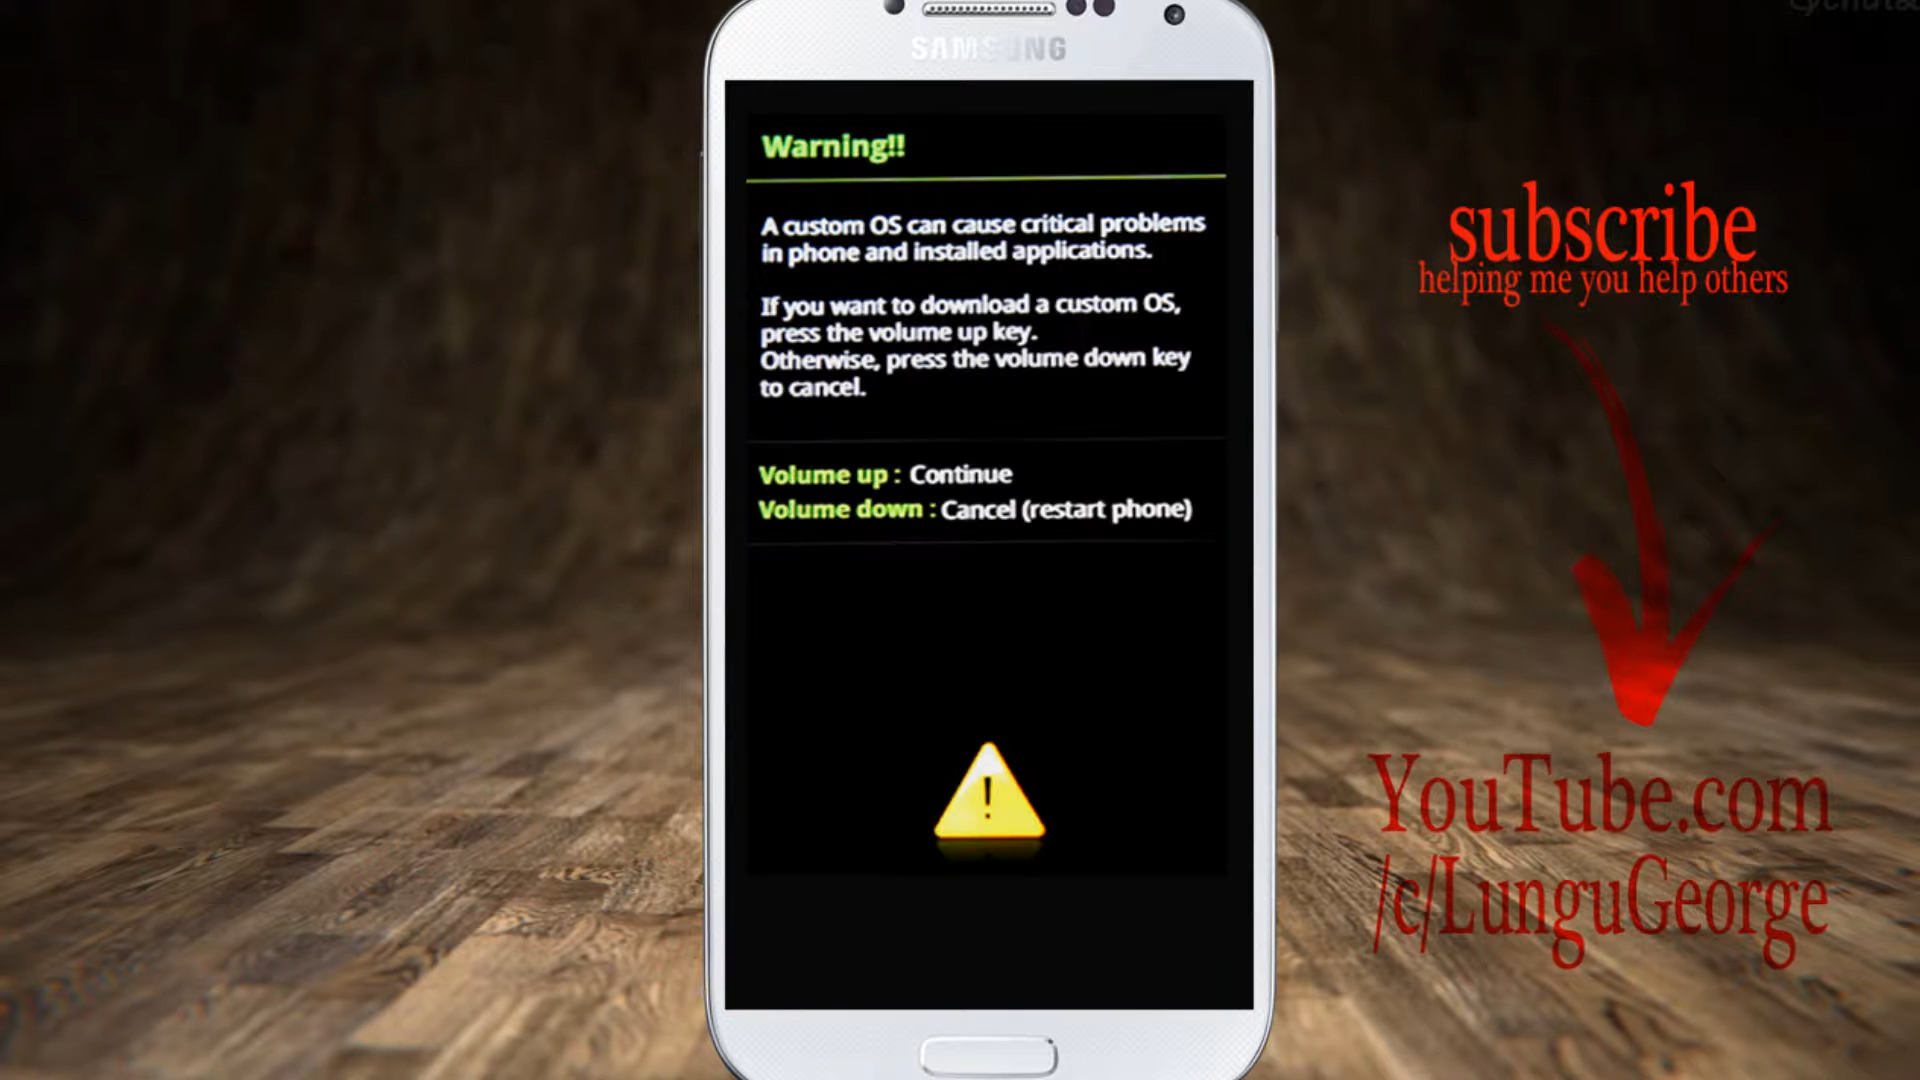 SAMSUNG
Warning!!
A custom OS can cause critical problems
in phone and installed applications.
If you want to download a custom OS,
press the volume up key.
Otherwise, press the volume down key
to cancel.
Volume up : Continue
Volume down : Cancel (restart phone)
subscribe
helping me you help others
YouTube.com
/c/LunguGeorge